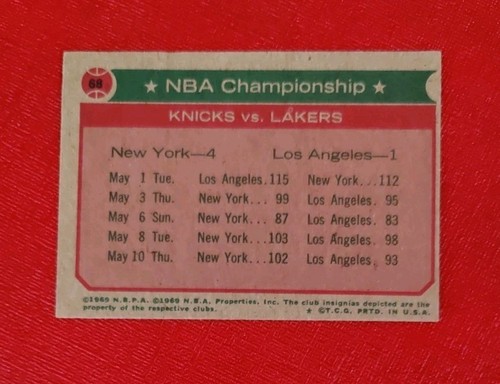 68
★ NBA Championship ★
KNICKS vs. LAKERS
New York—4 Los Angeles—1
May 1 Tue. Los Angeles.115 New York...112
May 3 Thu. New York... 99 Los Angeles. 95
May 6 Sun. New York... 87 Los Angeles. 83
May 8 Tue. New York...103 Los Angeles. 98
May 10 Thu. New York...102 Los Angeles. 93
©1969 N.B.P.A. ©1969 N.B.A. Properties, Inc. The club insignias depicted are the
property of the respective clubs. * ©T.C.G. PRTD. IN U.S.A.